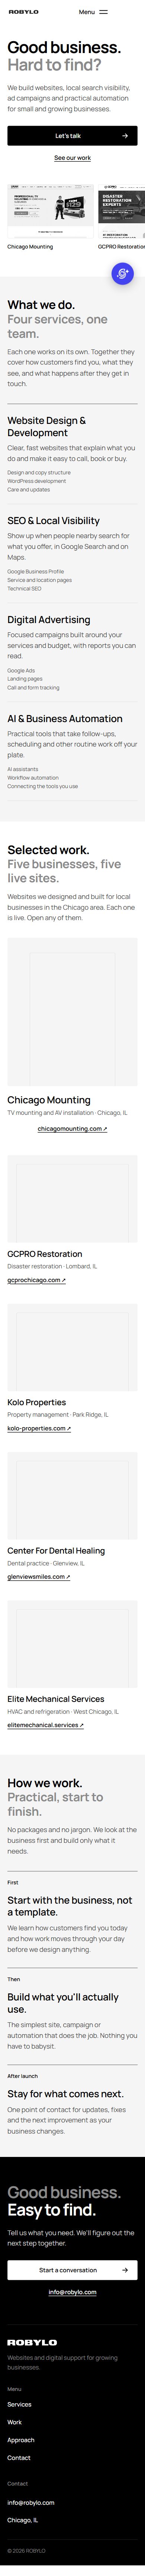 ROBYLO
Menu
Good business.
Hard to find?
We build websites, local search visibility,
ad campaigns and practical automation
for small and growing businesses.
Let's talk →
See our work
DISASTER
RESTORATION
EXPERTS
Chicago Mounting
GCPRO Restoration
What we do.
Four services, one
team.
Each one works on its own. Together they
cover how customers find you, what they
see, and what happens after they get in
touch.
Website Design &
Development
Clear, fast websites that explain what you
do and make it easy to call, book or buy.
Design and copy structure
WordPress development
Care and updates
SEO & Local Visibility
Show up when people nearby search for
what you offer, in Google Search and on
Maps.
Google Business Profile
Service and location pages
Technical SEO
Digital Advertising
Focused campaigns built around your
services and budget, with reports you can
read.
Google Ads
Landing pages
Call and form tracking
AI & Business Automation
Practical tools that take follow-ups,
scheduling and other routine work off your
plate.
AI assistants
Workflow automation
Connecting the tools you use
Selected work.
Five businesses, five
live sites.
Websites we designed and built for local
businesses in the Chicago area. Each one
is live. Open any of them.
Chicago Mounting
TV mounting and AV installation · Chicago, IL
chicagomounting.com ↗
GCPRO Restoration
Disaster restoration · Lombard, IL
gcprochicago.com ↗
Kolo Properties
Property management · Park Ridge, IL
kolo-properties.com ↗
Center For Dental Healing
Dental practice · Glenview, IL
glenviewsmiles.com ↗
Elite Mechanical Services
HVAC and refrigeration · West Chicago, IL
elitemechanical.services ↗
How we work.
Practical, start to
finish.
No packages and no jargon. We look at the
business first and build only what it
needs.
First
Start with the business, not
a template.
We learn how customers find you today
and how work moves through your day
before we design anything.
Then
Build what you'll actually
use.
The simplest site, campaign or
automation that does the job. Nothing you
have to babysit.
After launch
Stay for what comes next.
One point of contact for updates, fixes
and the next improvement as your
business changes.
Good business.
Easy to find.
Tell us what you need. We'll figure out the
next step together.
Start a conversation →
info@robylo.com
ROBYLO
Websites and digital support for growing
businesses.
Menu
Services
Work
Approach
Contact
Contact
info@robylo.com
Chicago, IL
© 2026 ROBYLO